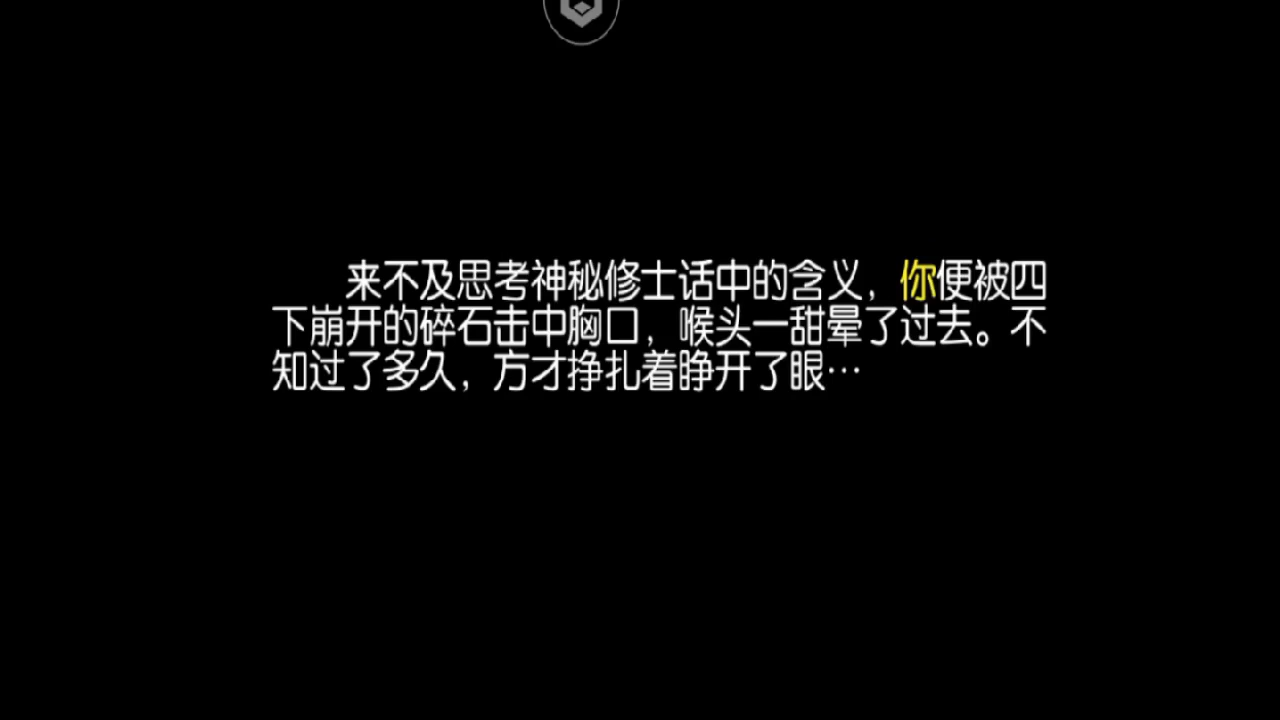 来不及思考神秘修士话中的含义，你便被四
下崩开的碎石击中胸口，喉头一甜晕了过去。不
知过了多久，方才挣扎着睁开了眼…